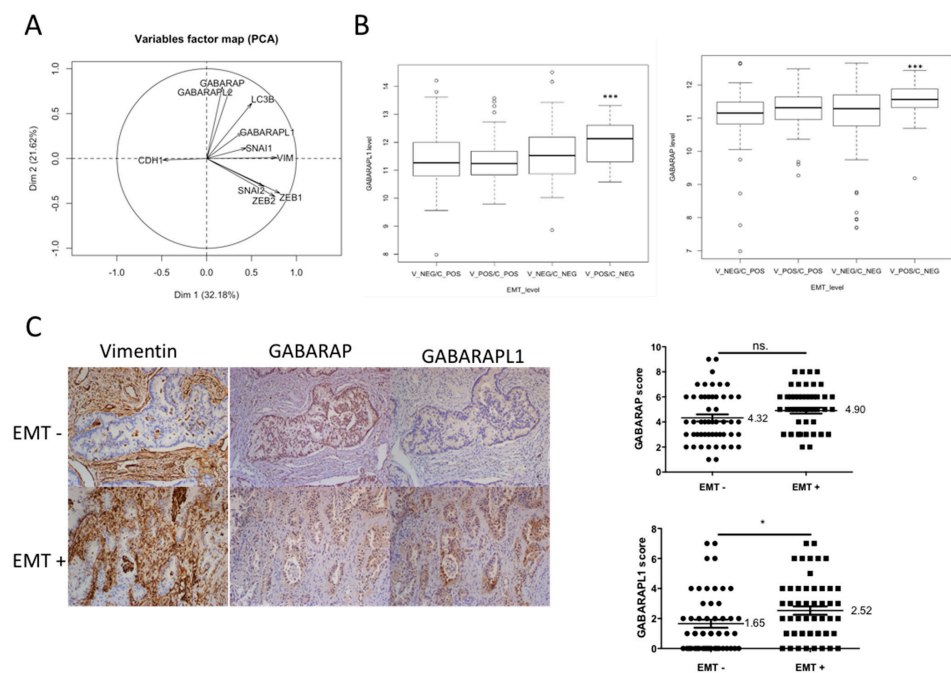 A
Variables factor map (PCA)
1.0
0.5
0.0
-0.5
-1.0
Dim 2 (21.62%)
GABARAP
GABARAPL2
LC3B
GABARAPL1
SNAI1
CDH1
VIM
SNAI2
ZEB1
ZEB2
-1.0 -0.5 0.0 0.5 1.0
Dim 1 (32.18%)
B
GABARAPL1 level
14
13
12
11
10
9
8
***
V_NEG/C_POS V_POS/C_POS V_NEG/C_NEG V_POS/C_NEG
EMT_level
GABARAP level
12
11
10
9
8
7
***
V_NEG/C_POS V_POS/C_POS V_NEG/C_NEG V_POS/C_NEG
EMT_level
C
Vimentin GABARAP GABARAPL1
EMT -
EMT +
GABARAP score
10
8
6
4
2
0
ns.
4.32
4.90
EMT - EMT +
GABARAPL1 score
8
6
4
2
0
*
1.65
2.52
EMT - EMT +